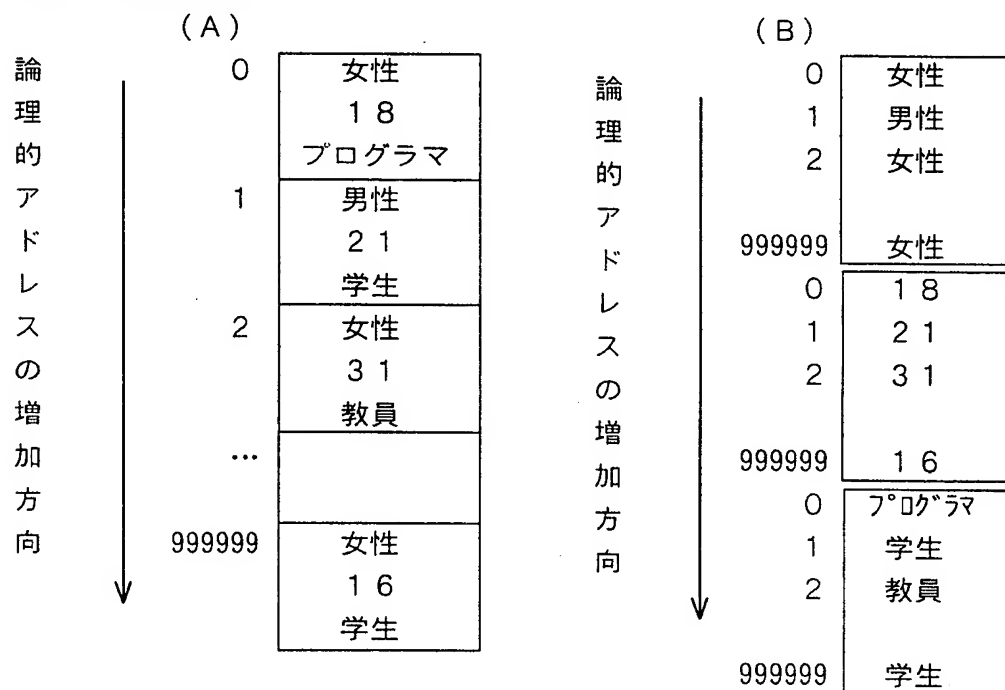 (A)
論理的アドレスの増加方向
0 女性
18
プログラマ
1 男性
21
学生
2 女性
31
教員
…
999999 女性
16
学生
(B)
論理的アドレスの増加方向
0 女性
1 男性
2 女性
999999 女性
0 18
1 21
2 31
999999 16
0 プログラマ
1 学生
2 教員
999999 学生